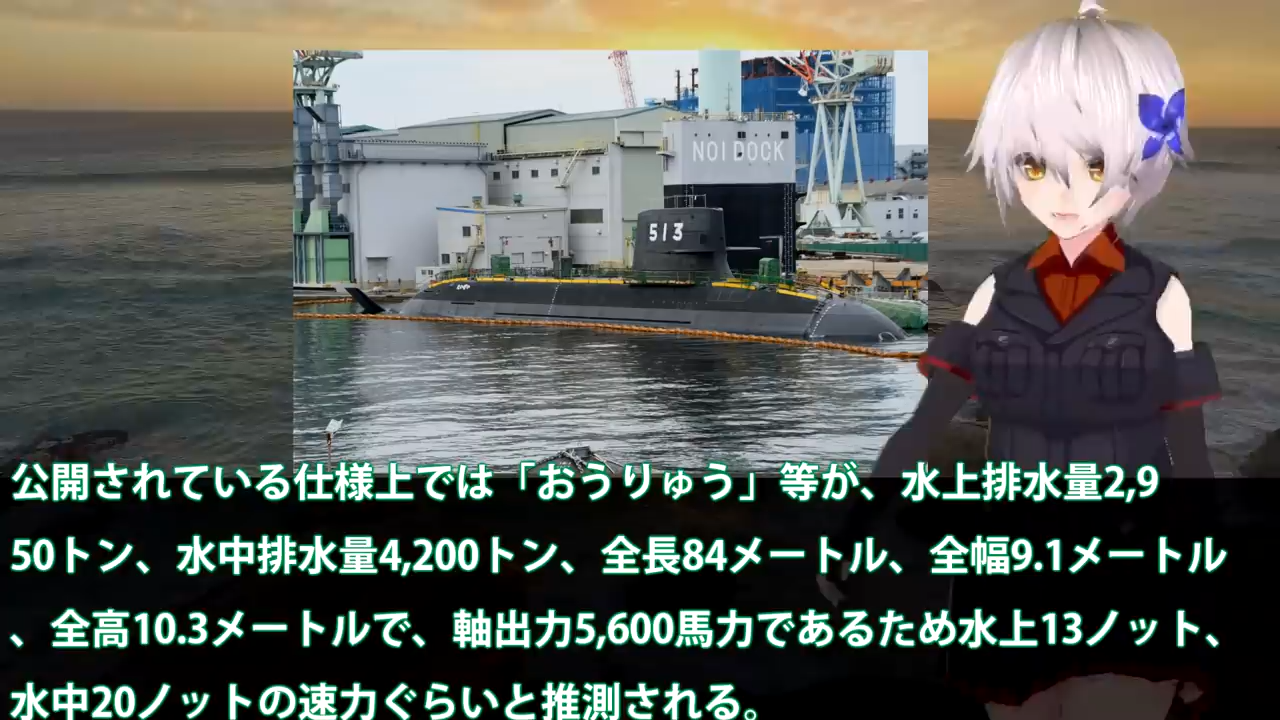 NOI DOCK
513
公開されている仕様上では「おうりゅう」等が、水上排水量2,9
50トン、水中排水量4,200トン、全長84メートル、全幅9.1メートル
、全高10.3メートルで、軸出力5,600馬力であるため水上13ノット、
水中20ノットの速力ぐらいと推測される。